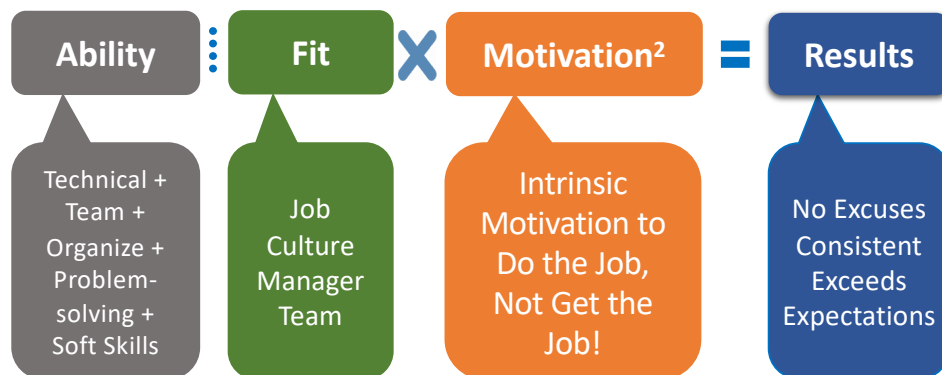 Ability
Fit
Motivation²
=
Results
Technical +
Team +
Organize +
Problem-
solving +
Soft Skills
Job
Culture
Manager
Team
Intrinsic
Motivation to
Do the Job,
Not Get the
Job!
No Excuses
Consistent
Exceeds
Expectations